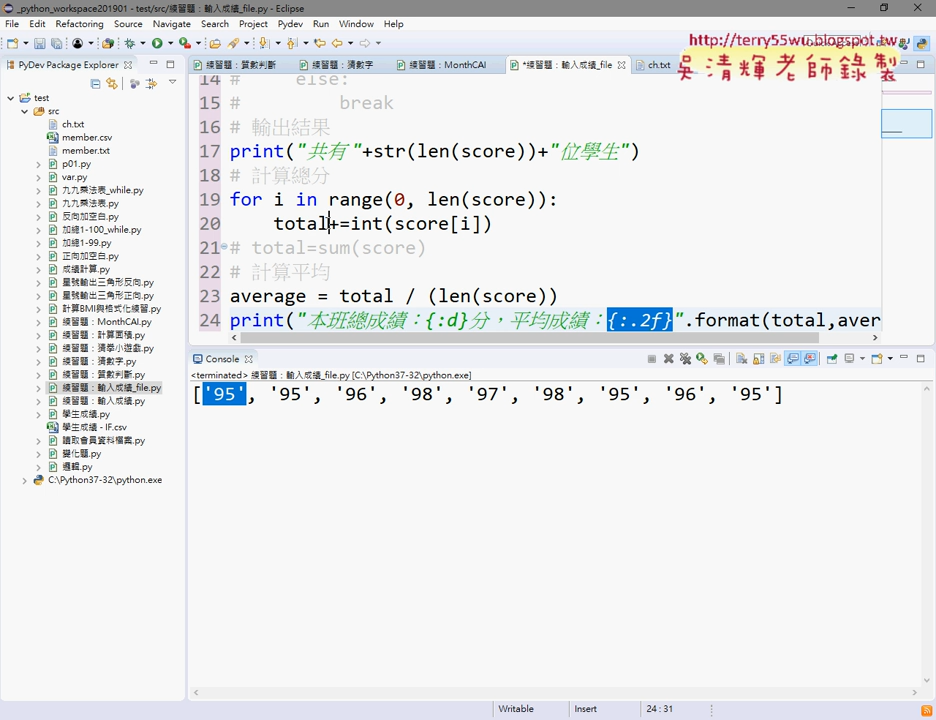 _python_workspace201901 - test/src/練習題：輸入成績_file.py - Eclipse
File Edit Refactoring Source Navigate Search Project Pydev Run Window Help
http://terry55wu.blogspot.tw
吳清輝老師錄製
PyDev Package Explorer
練習題：質數判斷
練習題：猜數字
練習題：MonthCAI
*練習題：輸入成績_file
ch.txt
test
src
ch.txt
member.csv
member.txt
p01.py
var.py
九九乘法表_while.py
九九乘法表.py
反向加空白.py
加總1-100_while.py
加總1-99.py
正向加空白.py
成績計算.py
星號輸出三角形反向.py
星號輸出三角形正向.py
計算BMI與格式化練習.py
練習題：MonthCAI.py
練習題：計算面積.py
練習題：猜拳小遊戲.py
練習題：猜數字.py
練習題：質數判斷.py
練習題：輸入成績_file.py
練習題：輸入成績.py
學生成績.py
學生成績 - IF.csv
讀取會員資料檔案.py
變化題.py
邏輯.py
C:\Python37-32\python.exe
14 # else:
15 # break
16 # 輸出結果
17 print("共有 "+str(len(score))+"位學生")
18 # 計算總分
19 for i in range(0, len(score)):
20 total+=int(score[i])
21 # total=sum(score)
22 # 計算平均
23 average = total / (len(score))
24 print("本班總成績：{:d}分，平均成績：{:.2f}".format(total,aver
Console
<terminated> 練習題：輸入成績_file.py [C:\Python37-32\python.exe]
['95', '95', '96', '98', '97', '98', '95', '96', '95']
Writable Insert 24 : 31